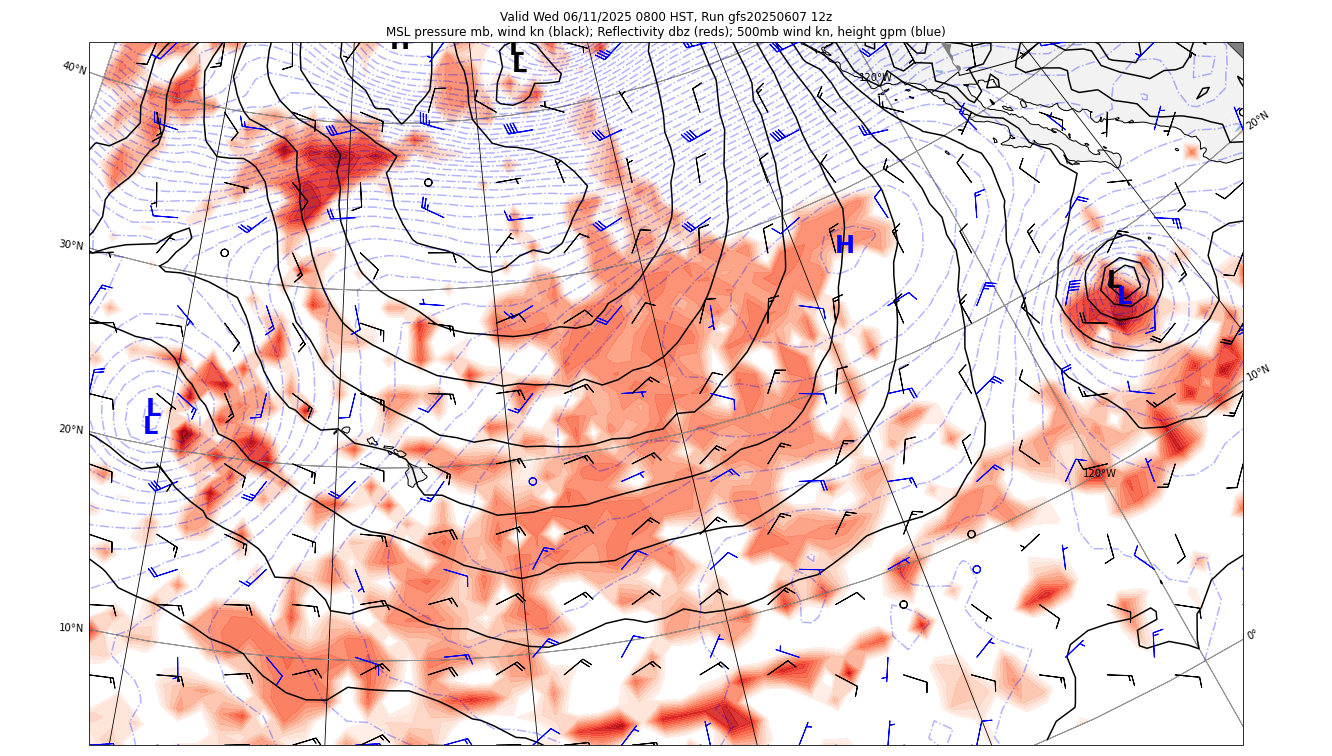 Valid Wed 06/11/2025 0800 HST, Run gfs20250607 12z
MSL pressure mb, wind kn (black); Reflectivity dbz (reds); 500mb wind kn, height gpm (blue)
H
L
L
40°N
120°W
20°N
30°N
H
L
L
10°N
L
L
20°N
120°W
10°N
0°